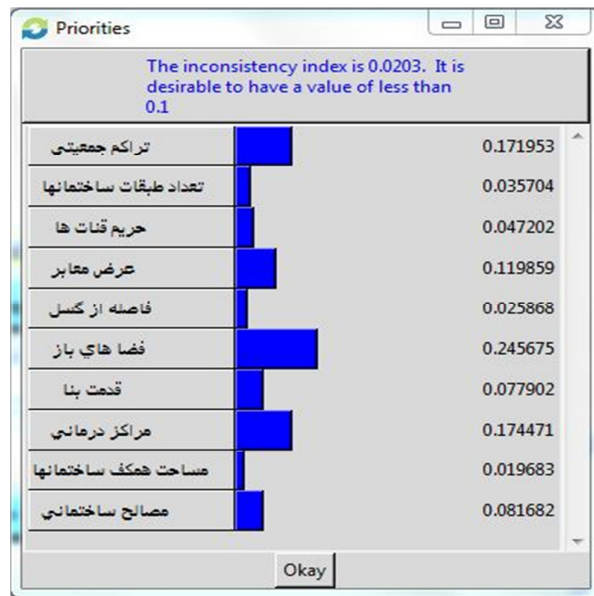 Priorities
The inconsistency index is 0.0203. It is
desirable to have a value of less than
0.1
تراکم جمعیتی 0.171953
تعداد طبقات ساختمانها 0.035704
حریم قنات ها 0.047202
عرض معابر 0.119859
فاصله از گسل 0.025868
فضا هاي باز 0.245675
قدمت بنا 0.077902
مراکز درماني 0.174471
مساحت همکف ساختمانها 0.019683
مصالح ساختماني 0.081682
Okay